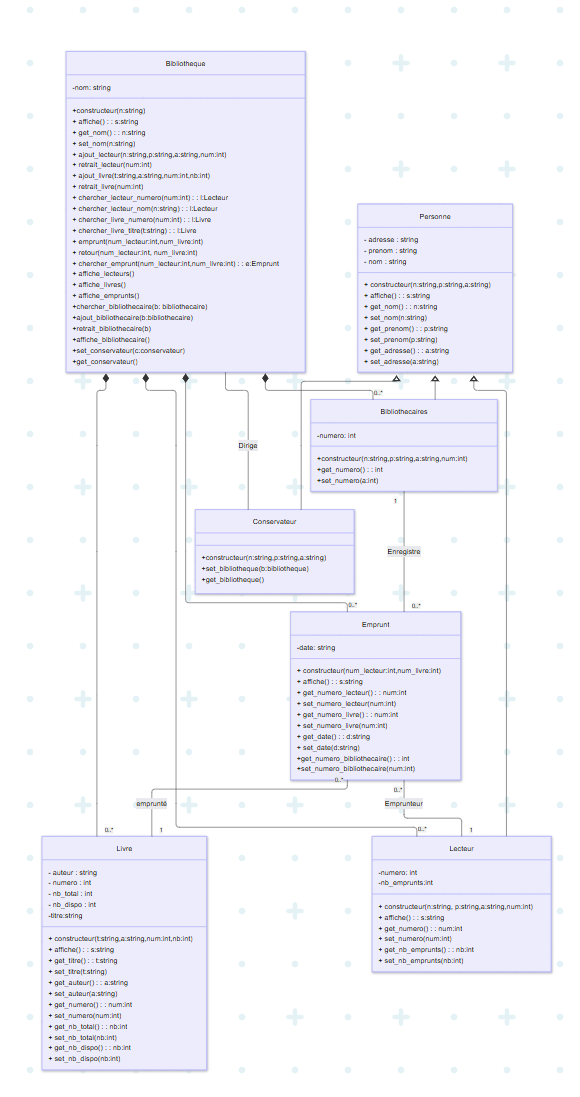 Bibliotheque
-nom: string
+constructeur(n:string)
+ affiche() : : s:string
+ get_nom() : : n:string
+ set_nom(n:string)
+ ajout_lecteur(n:string,p:string,a:string,num:int)
+ retrait_lecteur(num:int)
+ ajout_livre(t:string,a:string,num:int,nb:int)
+ retrait_livre(num:int)
+ chercher_lecteur_numero(num:int) : : l:Lecteur
+ chercher_lecteur_nom(n:string) : : l:Lecteur
+ chercher_livre_numero(num:int) : : l:Livre
+ chercher_livre_titre(t:string) : : l:Livre
+ emprunt(num_lecteur:int,num_livre:int)
+ retour(num_lecteur:int, num_livre:int)
+ chercher_emprunt(num_lecteur:int,num_livre:int) : : e:Emprunt
+ affiche_lecteurs()
+ affiche_livres()
+ affiche_emprunts()
+chercher_bibliothecaire(b: bibliothecaire)
+ajout_bibliothecaire(b:bibliothecaire)
+retrait_bibliothecaire(b)
+affiche_bibliothecaire()
+set_conservateur(c:conservateur)
+get_conservateur()
Personne
- adresse : string
- prenom : string
- nom : string
+ constructeur(n:string,p:string,a:string)
+ affiche() : : s:string
+ get_nom() : : n:string
+ set_nom(n:string)
+ get_prenom() : : p:string
+ set_prenom(p:string)
+ get_adresse() : : a:string
+ set_adresse(a:string)
0..*
Bibliothecaires
-numero: int
+constructeur(n:string,p:string,a:string,num:int)
+get_numero() : : int
+set_numero(a:int)
Dirige
1
Conservateur
+constructeur(n:string,p:string,a:string)
+set_bibliotheque(b:bibliotheque)
+get_bibliotheque()
Enregistre
0..*
0..*
Emprunt
-date: string
+ constructeur(num_lecteur:int,num_livre:int)
+ affiche() : : s:string
+ get_numero_lecteur() : : num:int
+ set_numero_lecteur(num:int)
+ get_numero_livre() : : num:int
+ set_numero_livre(num:int)
+ get_date() : : d:string
+ set_date(d:string)
+get_numero_bibliothecaire() : : int
+set_numero_bibliothecaire(num:int)
0..*
0..*
emprunté
Emprunteur
0..*
1
0..*
1
Livre
- auteur : string
- numero : int
- nb_total : int
- nb_dispo : int
-titre:string
+ constructeur(t:string,a:string,num:int,nb:int)
+ affiche() : : s:string
+ get_titre() : : t:string
+ set_titre(t:string)
+ get_auteur() : : a:string
+ set_auteur(a:string)
+ get_numero() : : num:int
+ set_numero(num:int)
+ get_nb_total() : : nb:int
+ set_nb_total(nb:int)
+ get_nb_dispo() : : nb:int
+ set_nb_dispo(nb:int)
Lecteur
-numero: int
-nb_emprunts:int
+ constructeur(n:string, p:string,a:string,num:int)
+ affiche() : : s:string
+ get_numero() : : num:int
+ set_numero(num:int)
+ get_nb_emprunts() : : nb:int
+ set_nb_emprunts(nb:int)